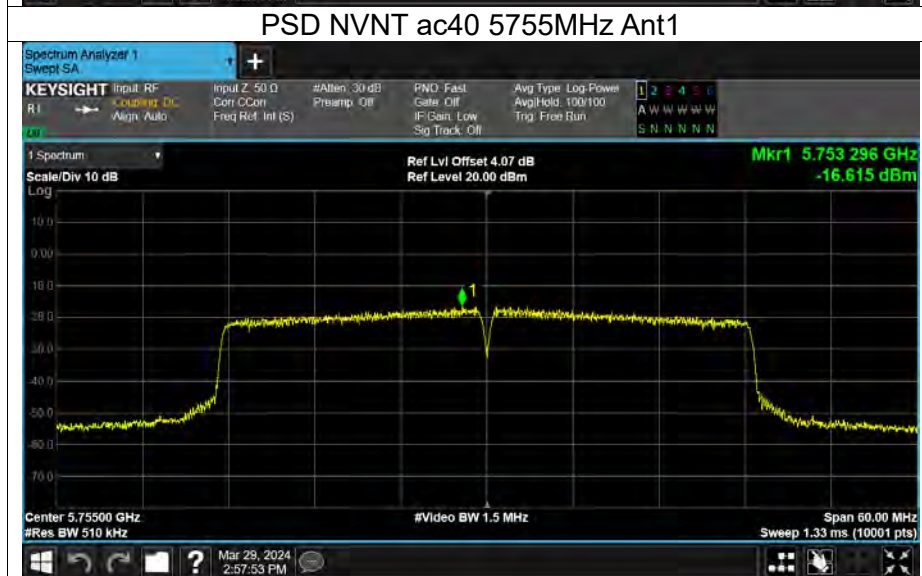 PSD NVNT ac40 5755MHz Ant1
Spectrum Analyzer 1
Swept SA
+
KEYSIGHT Input: RF
Coupling: DC
Align: Auto
Input Z: 50 Ω
Corr CCorr
Freq Ref: Int (S)
#Atten: 30 dB
Preamp: Off
PNO: Fast
Gate: Off
IF Gain: Low
Sig Track: Off
Avg Type: Log-Power
Avg|Hold: 100/100
Trig: Free Run
1 2 3 4 5 6
A W W W W W
S N N N N N
1 Spectrum
Scale/Div 10 dB
Log
Ref Lvl Offset 4.07 dB
Ref Level 20.00 dBm
Mkr1 5.753 296 GHz
-16.615 dBm
10.0
0.00
-10.0
-20.0
-30.0
-40.0
-50.0
-60.0
-70.0
1
Center 5.75500 GHz
#Res BW 510 kHz
#Video BW 1.5 MHz
Span 60.00 MHz
Sweep 1.33 ms (10001 pts)
?
Mar 29, 2024
2:57:53 PM